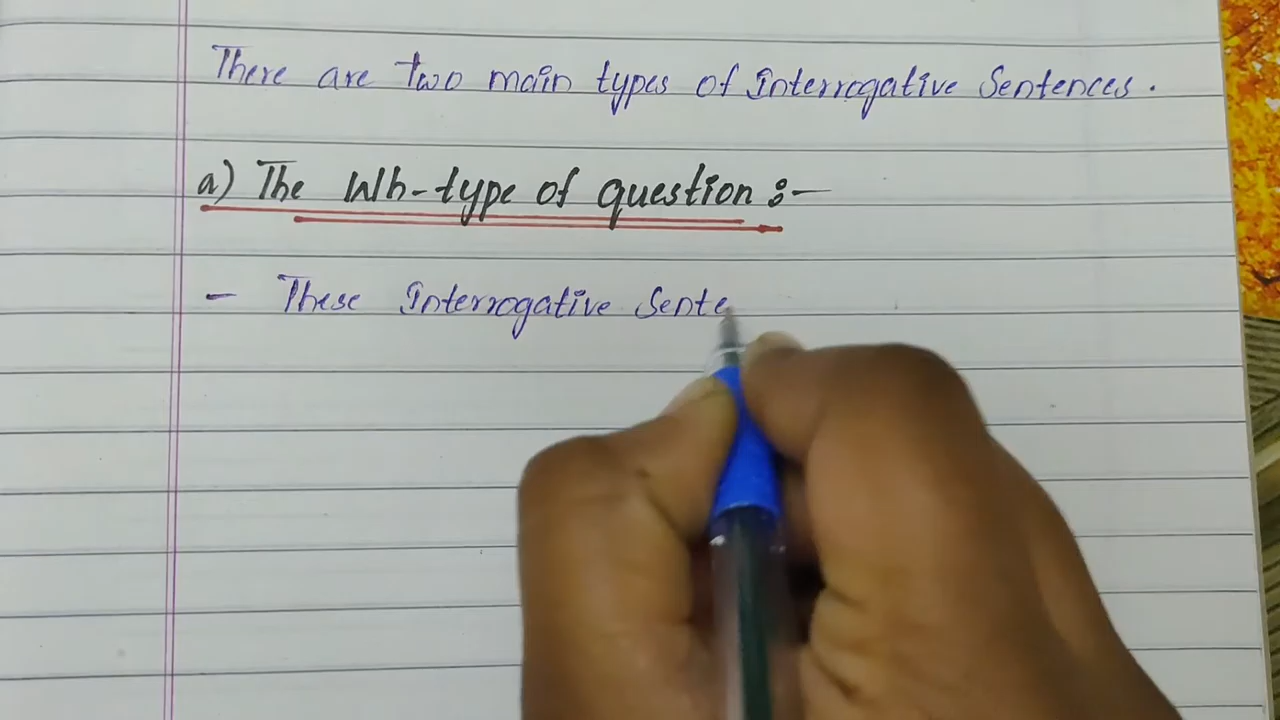 There are two main types of Interrogative Sentences.
a) The Wh-type of question :-
- These Interrogative Sente